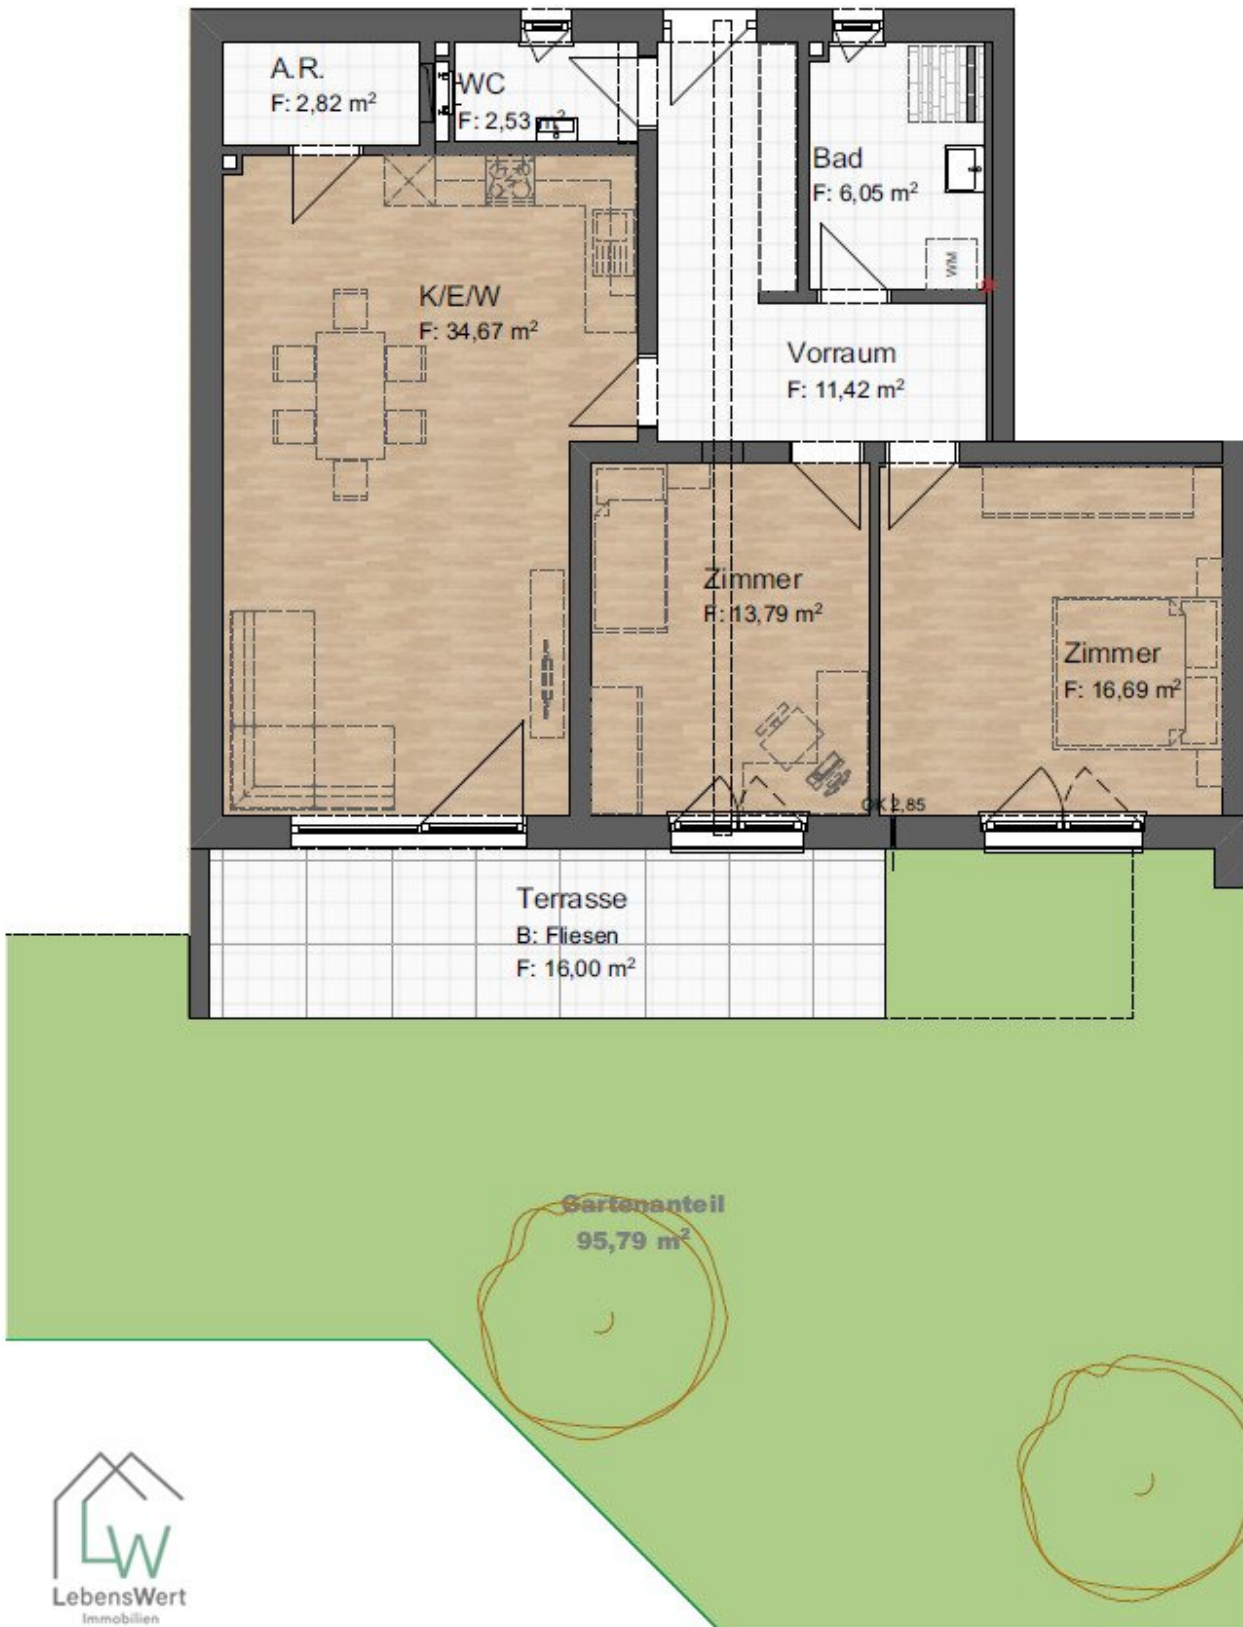 A.R.
F: 2,82 m²
WC
F: 2,53 m²
Bad
F: 6,05 m²
WM
K/E/W
F: 34,67 m²
Vorraum
F: 11,42 m²
Zimmer
F: 13,79 m²
Zimmer
F: 16,69 m²
OK 2,85
Terrasse
B: Fliesen
F: 16,00 m²
Gartenanteil
95,79 m²
LW
LebensWert
Immobilien